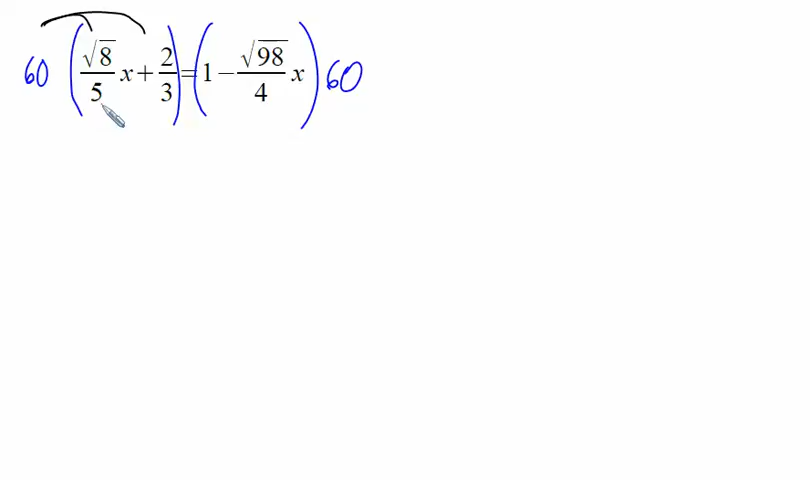 60 (√8/5 x + 2/3) = (1 − √98/4 x) 60